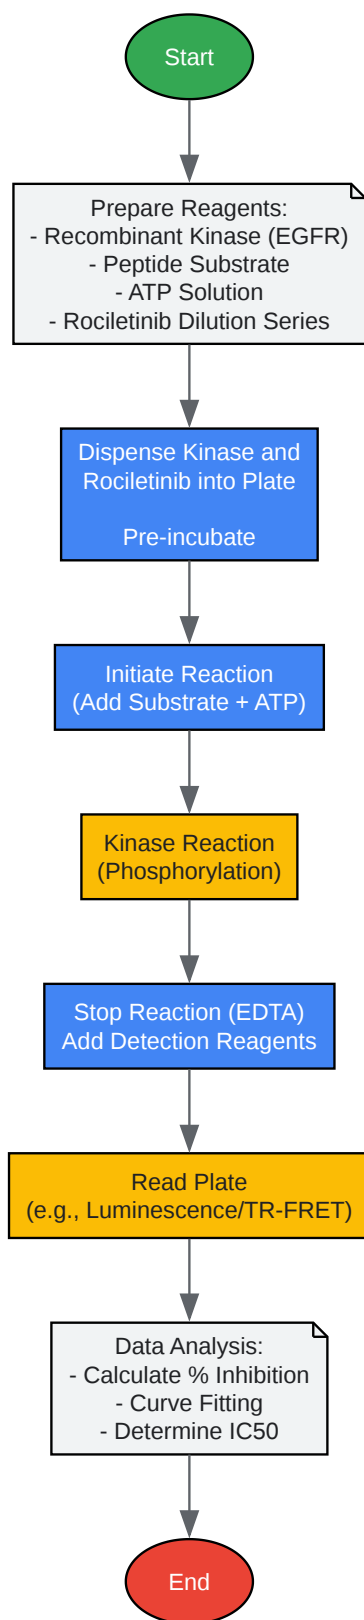 Start
Prepare Reagents:
- Recombinant Kinase (EGFR)
- Peptide Substrate
- ATP Solution
- Rociletinib Dilution Series
Dispense Kinase and
Rociletinib into Plate
Pre-incubate
Initiate Reaction
(Add Substrate + ATP)
Kinase Reaction
(Phosphorylation)
Stop Reaction (EDTA)
Add Detection Reagents
Read Plate
(e.g., Luminescence/TR-FRET)
Data Analysis:
- Calculate % Inhibition
- Curve Fitting
- Determine IC50
End